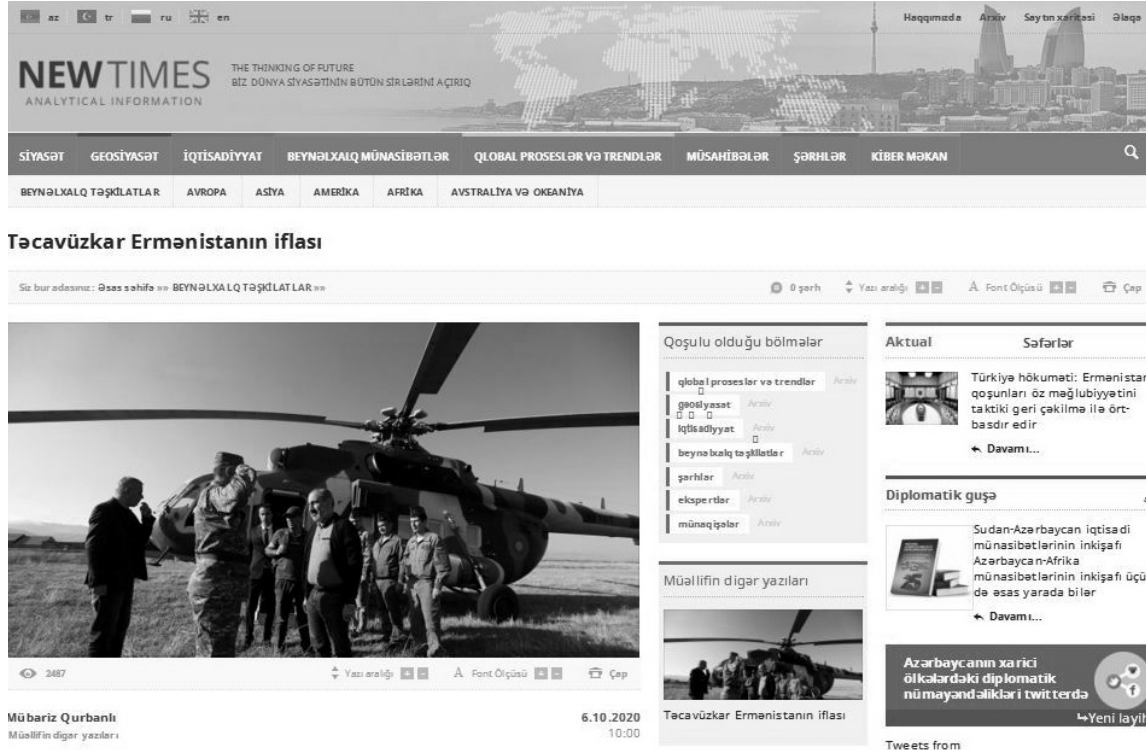 az tr ru en
Haqqımızda Arxiv Saytın xəritəsi Əlaqə
NEWTIMES
ANALYTICAL INFORMATION
THE THINKING OF FUTURE
BİZ DÜNYA SİYASƏTİNİN BÜTÜN SİRLƏRİNİ AÇIRIQ
SİYASƏT GEOSİYASƏT İQTİSADİYYAT BEYNƏLXALQ MÜNASİBƏTLƏR QLOBAL PROSESLƏR VƏ TRENDLƏR MÜSAHİBƏLƏR ŞƏRHLƏR KİBER MƏKAN
BEYNƏLXALQ TƏŞKİLATLAR AVROPA ASİYA AMERİKA AFRİKA AVSTRALİYA VƏ OKEANİYA
Təcavüzkar Ermənistanın iflası
Siz buradasınız: Əsas səhifə »» BEYNƏLXALQ TƏŞKİLATLAR »»
0 şərh Yazı aralığı + - A Font Ölçüsü + - Çap
2487 Yazı aralığı + - A Font Ölçüsü + - Çap
Mübariz Qurbanlı 6.10.2020
Müəllifin digər yazıları 10:00
Qoşulu olduğu bölmələr
qlobal proseslər və trendlər Arxiv
geosiyasət Arxiv
iqtisadiyyat Arxiv
beynəlxalq təşkilatlar Arxiv
şərhlər Arxiv
ekspertlər Arxiv
münaqişələr Arxiv
Müəllifin digər yazıları
Təcavüzkar Ermənistanın iflası
Aktual Səfərlər
Türkiyə hökuməti: Ermənistan
qoşunları öz məğlubiyyətini
taktiki geri çəkilmə ilə ört-
basdır edir
Davamı...
Diplomatik guşə
Sudan-Azərbaycan iqtisadi
münasibətlərinin inkişafı
Azərbaycan-Afrika
münasibətlərinin inkişafı üçü
də əsas yarada bilər
Davamı...
Azərbaycanın xarici
ölkələrdəki diplomatik
nümayəndəlikləri twitterdə
Yeni layih
Tweets from